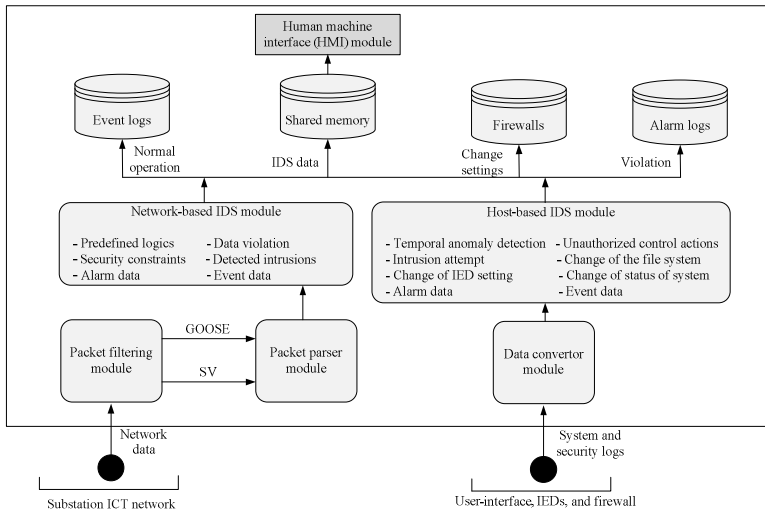 Human machine
interface (HMI) module
Event logs
Shared memory
Firewalls
Alarm logs
Normal
operation
IDS data
Change
settings
Violation
Network-based IDS module
- Predefined logics
- Security constraints
- Alarm data
- Data violation
- Detected intrusions
- Event data
Host-based IDS module
- Temporal anomaly detection
- Intrusion attempt
- Change of IED setting
- Alarm data
- Unauthorized control actions
- Change of the file system
- Change of status of system
- Event data
Packet filtering
module
GOOSE
SV
Packet parser
module
Data convertor
module
Network
data
System and
security logs
Substation ICT network
User-interface, IEDs, and firewall